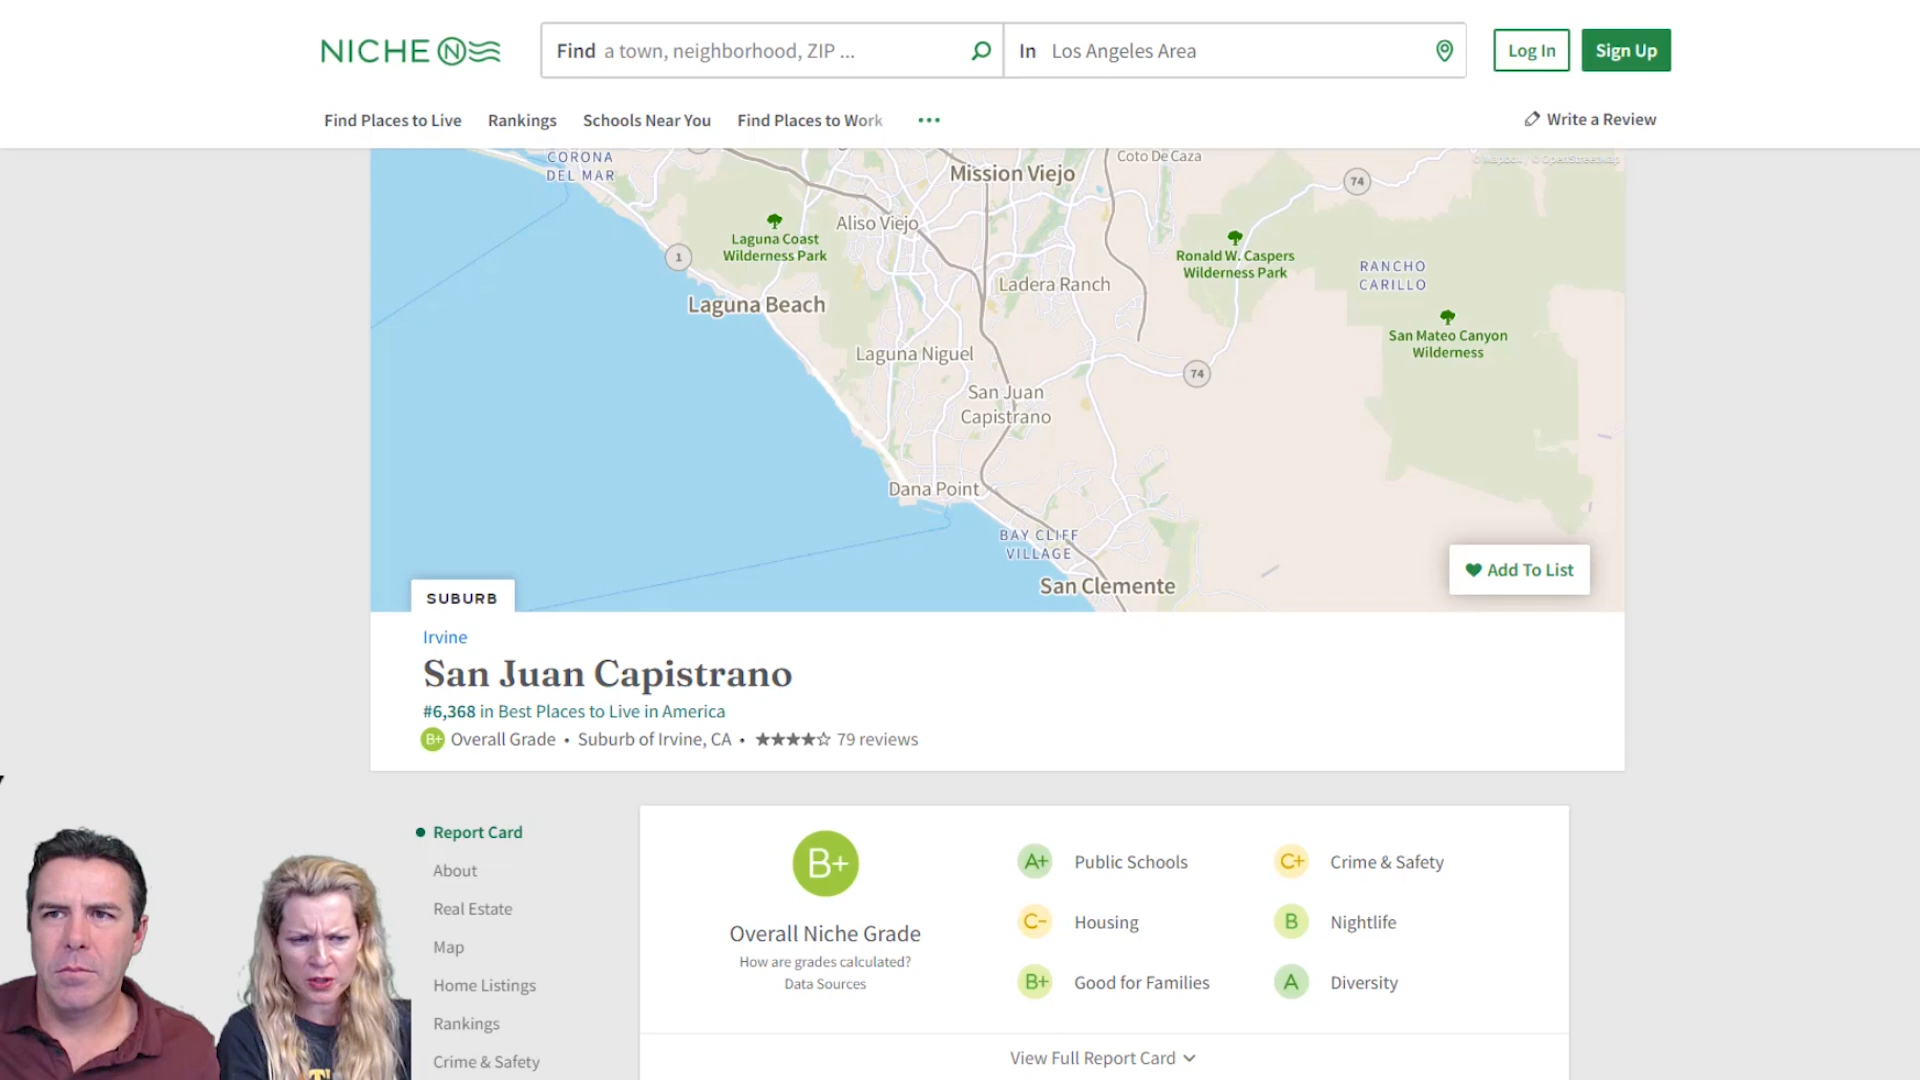 NICHE
Find a town, neighborhood, ZIP ...
In Los Angeles Area
Log In
Sign Up
Find Places to Live
Rankings
Schools Near You
Find Places to Work
Write a Review
CORONA
DEL MAR
Mission Viejo
Coto De Caza
© Mapbox, © OpenStreetMap
74
Laguna Coast
Wilderness Park
Aliso Viejo
1
Ronald W. Caspers
Wilderness Park
RANCHO
CARILLO
Ladera Ranch
Laguna Beach
San Mateo Canyon
Wilderness
Laguna Niguel
74
San Juan
Capistrano
Dana Point
BAY CLIFF
VILLAGE
San Clemente
Add To List
SUBURB
Irvine
San Juan Capistrano
#6,368 in Best Places to Live in America
B+ Overall Grade • Suburb of Irvine, CA • 79 reviews
Report Card
About
Real Estate
Map
Home Listings
Rankings
Crime & Safety
B+
Overall Niche Grade
How are grades calculated?
Data Sources
A+ Public Schools
C+ Crime & Safety
C- Housing
B Nightlife
B+ Good for Families
A Diversity
View Full Report Card